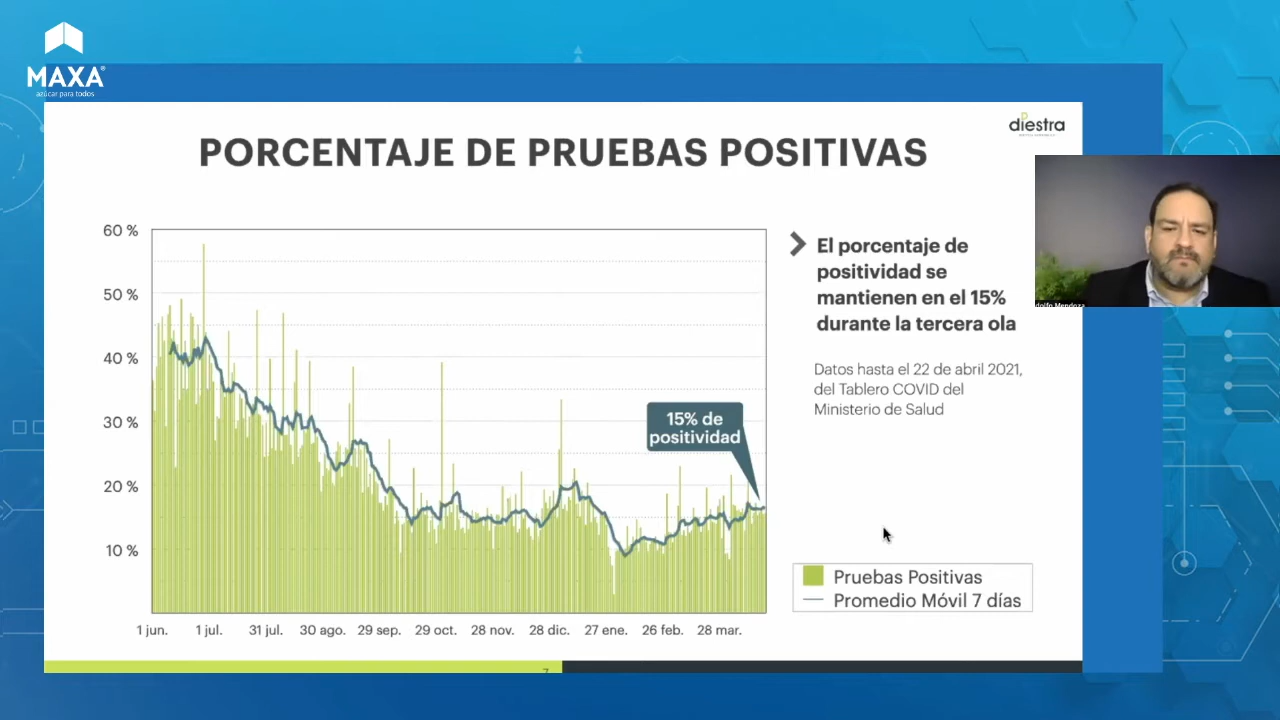 MAXA®
azúcar para todos
diestra
PORCENTAJE DE PRUEBAS POSITIVAS
60 %
50 %
40 %
30 %
20 %
10 %
1 jun.
1 jul.
31 jul.
30 ago.
29 sep.
29 oct.
28 nov.
28 dic.
27 ene.
26 feb.
28 mar.
15% de
positividad
El porcentaje de
positividad se
mantienen en el 15%
durante la tercera ola
Datos hasta el 22 de abril 2021,
del Tablero COVID del
Ministerio de Salud
Pruebas Positivas
Promedio Móvil 7 días
dolfo Mendoza